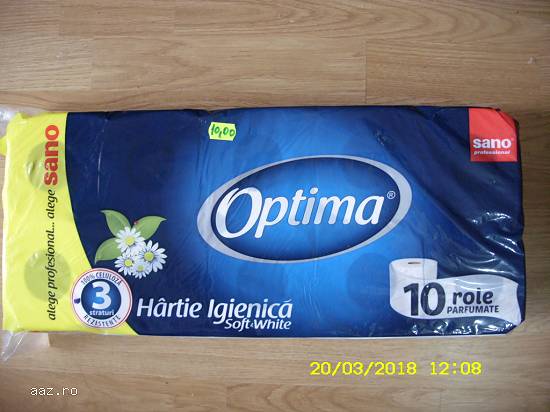 alege profesional... alege sano
10,00
sano
professional
Optima®
100% CELULOZĂ
3
straturi
REZISTENTE
Hârtie Igienică
Soft-White
10 role
PARFUMATE
20/03/2018 12:08
aaz.ro